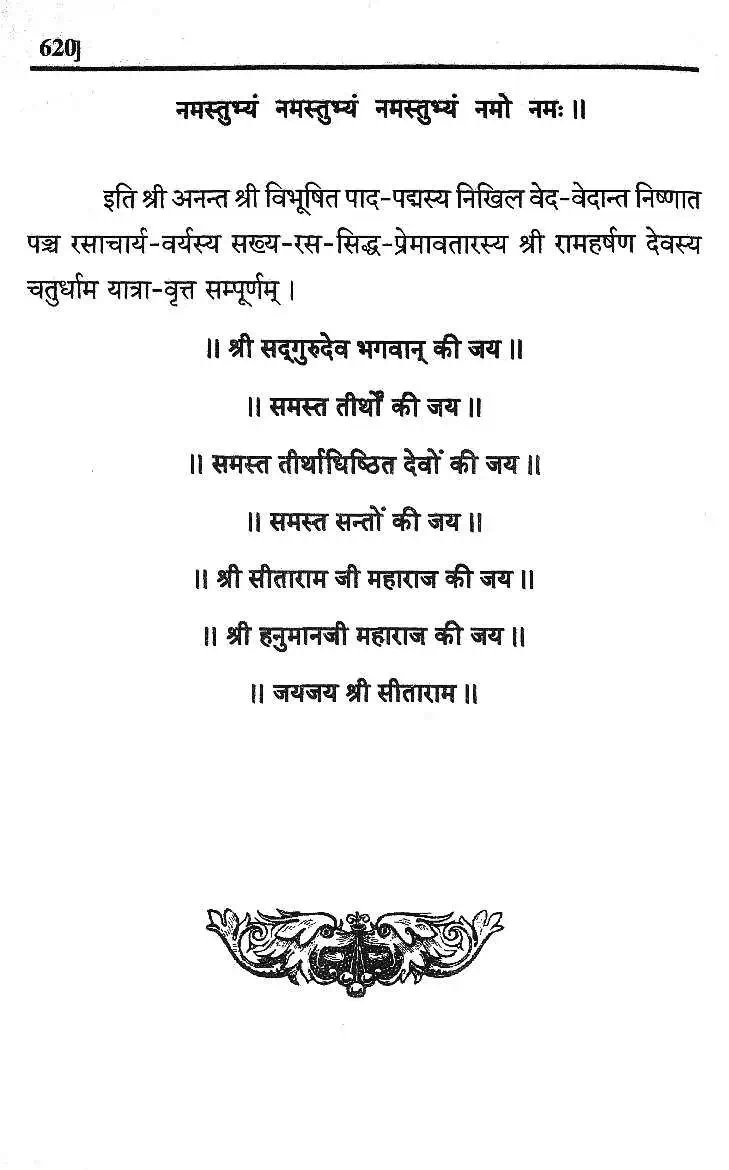 620]
नमस्तुभ्यं नमस्तुभ्यं नमस्तुभ्यं नमो नमः ॥
इति श्री अनन्त श्री विभूषित पाद-पद्मस्य निखिल वेद-वेदान्त निष्णात
पञ्च रसाचार्य-वर्यस्य सख्य-रस-सिद्ध-प्रेमावतारस्य श्री रामहर्षण देवस्य
चतुर्धाम यात्रा-वृत्त सम्पूर्णम् ।
॥ श्री सद्‌गुरुदेव भगवान् की जय ॥
॥ समस्त तीर्थों की जय ॥
॥ समस्त तीर्थाधिष्ठित देवों की जय ॥
॥ समस्त सन्तों की जय ॥
॥ श्री सीताराम जी महाराज की जय ॥
॥ श्री हनुमानजी महाराज की जय ॥
॥ जयजय श्री सीताराम ॥